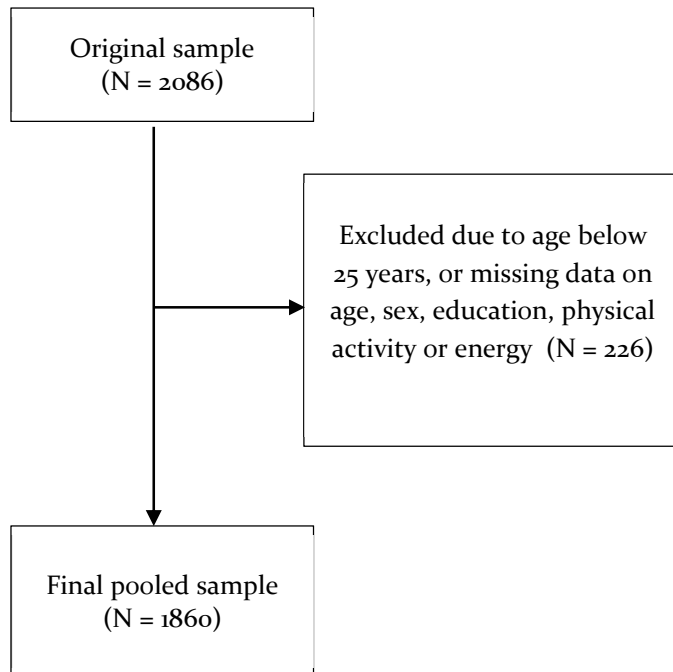 Original sample
(N = 2086)
Excluded due to age below
25 years, or missing data on
age, sex, education, physical
activity or energy (N = 226)
Final pooled sample
(N = 1860)